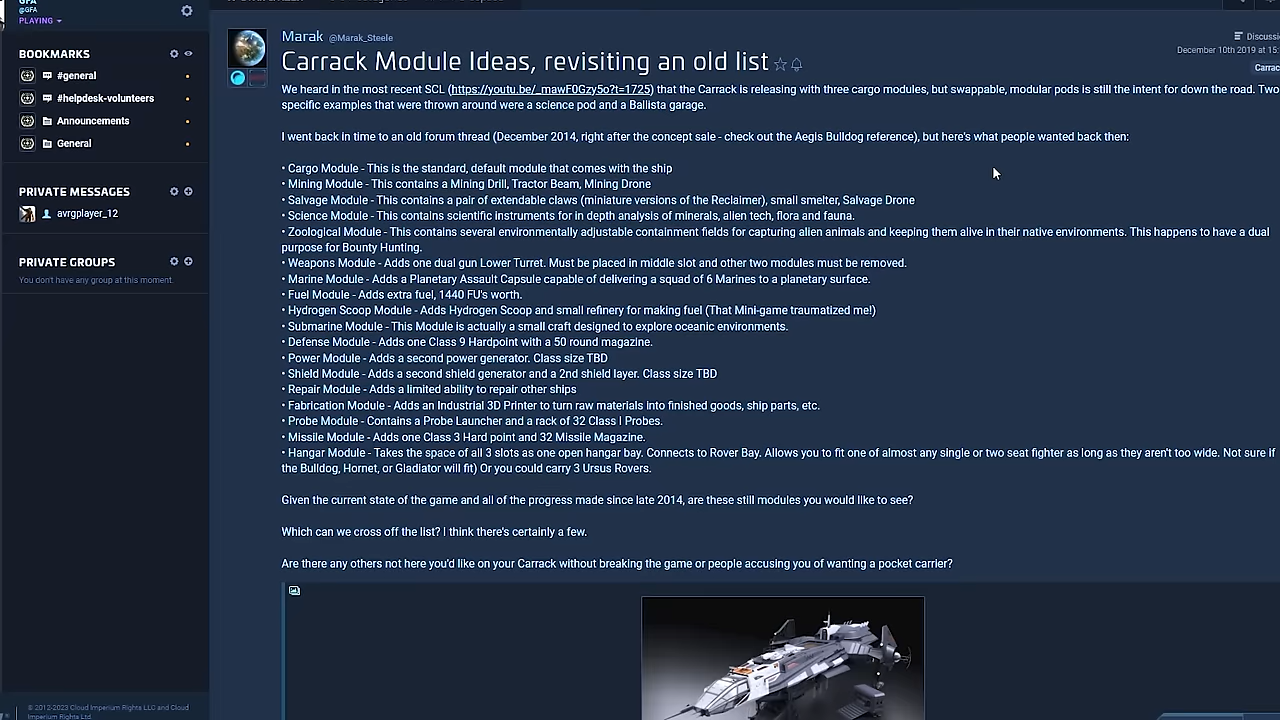 GFA
@GFA
PLAYING
BOOKMARKS
#general
#helpdesk-volunteers
Announcements
General
PRIVATE MESSAGES
avrgplayer_12
PRIVATE GROUPS
You don't have any group at this moment.
© 2012-2023 Cloud Imperium Rights LLC and Cloud
Imperium Rights Ltd.
Marak @Marak_Steele
Carrack Module Ideas, revisiting an old list
Discussi
December 10th 2019 at 15:
Carrac
We heard in the most recent SCL (https://youtu.be/_mawF0Gzy5o?t=1725) that the Carrack is releasing with three cargo modules, but swappable, modular pods is still the intent for down the road. Two
specific examples that were thrown around were a science pod and a Ballista garage.
I went back in time to an old forum thread (December 2014, right after the concept sale - check out the Aegis Bulldog reference), but here's what people wanted back then:
• Cargo Module - This is the standard, default module that comes with the ship
• Mining Module - This contains a Mining Drill, Tractor Beam, Mining Drone
• Salvage Module - This contains a pair of extendable claws (miniature versions of the Reclaimer), small smelter, Salvage Drone
• Science Module - This contains scientific instruments for in depth analysis of minerals, alien tech, flora and fauna.
• Zoological Module - This contains several environmentally adjustable containment fields for capturing alien animals and keeping them alive in their native environments. This happens to have a dual
purpose for Bounty Hunting.
• Weapons Module - Adds one dual gun Lower Turret. Must be placed in middle slot and other two modules must be removed.
• Marine Module - Adds a Planetary Assault Capsule capable of delivering a squad of 6 Marines to a planetary surface.
• Fuel Module - Adds extra fuel, 1440 FU's worth.
• Hydrogen Scoop Module - Adds Hydrogen Scoop and small refinery for making fuel (That Mini-game traumatized me!)
• Submarine Module - This Module is actually a small craft designed to explore oceanic environments.
• Defense Module - Adds one Class 9 Hardpoint with a 50 round magazine.
• Power Module - Adds a second power generator. Class size TBD
• Shield Module - Adds a second shield generator and a 2nd shield layer. Class size TBD
• Repair Module - Adds a limited ability to repair other ships
• Fabrication Module - Adds an Industrial 3D Printer to turn raw materials into finished goods, ship parts, etc.
• Probe Module - Contains a Probe Launcher and a rack of 32 Class I Probes.
• Missile Module - Adds one Class 3 Hard point and 32 Missile Magazine.
• Hangar Module - Takes the space of all 3 slots as one open hangar bay. Connects to Rover Bay. Allows you to fit one of almost any single or two seat fighter as long as they aren't too wide. Not sure if
the Bulldog, Hornet, or Gladiator will fit) Or you could carry 3 Ursus Rovers.
Given the current state of the game and all of the progress made since late 2014, are these still modules you would like to see?
Which can we cross off the list? I think there's certainly a few.
Are there any others not here you'd like on your Carrack without breaking the game or people accusing you of wanting a pocket carrier?